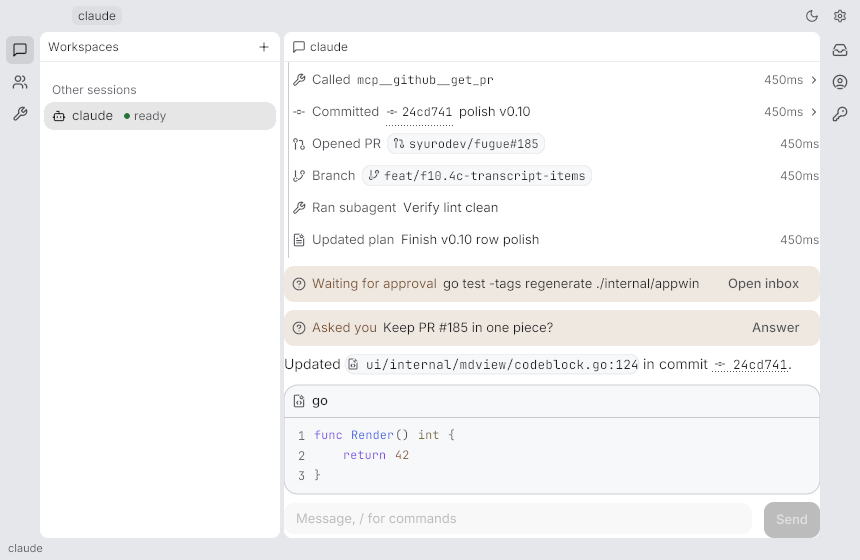 claude
Workspaces
claude
Other sessions
claude ready
Called mcp__github__get_pr 450ms
Committed 24cd741 polish v0.10 450ms
Opened PR syurodev/fugue#185 450ms
Branch feat/f10.4c-transcript-items 450ms
Ran subagent Verify lint clean
Updated plan Finish v0.10 row polish 450ms
Waiting for approval go test -tags regenerate ./internal/appwin Open inbox
Asked you Keep PR #185 in one piece? Answer
Updated ui/internal/mdview/codeblock.go:124 in commit 24cd741.
go
1 func Render() int {
2 return 42
3 }
Message, / for commands
Send
claude